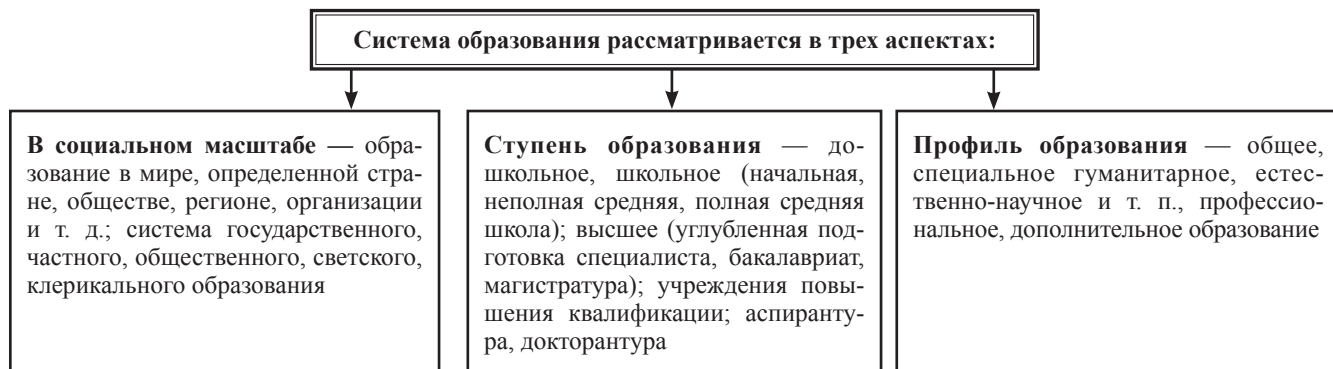 Система образования рассматривается в трех аспектах:
В социальном масштабе — обра-
зование в мире, определенной стра-
не, обществе, регионе, организации
и т. д.; система государственного,
частного, общественного, светского,
клерикального образования
Ступень образования — до-
школьное, школьное (начальная,
неполная средняя, полная средняя
школа); высшее (углубленная под-
готовка специалиста, бакалавриат,
магистратура); учреждения повы-
шения квалификации; аспиранту-
ра, докторантура
Профиль образования — общее,
специальное гуманитарное, естес-
твенно-научное и т. п., профессио-
нальное, дополнительное образование